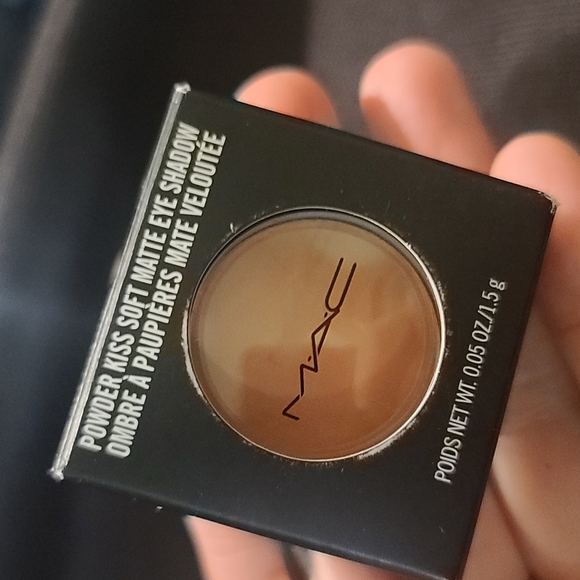 POWDER KISS SOFT MATTE EYE SHADOW
OMBRE À PAUPIÈRES MATE VELOUTÉE
M·A·C
POIDS NET WT. 0.05 OZ./1.5 g